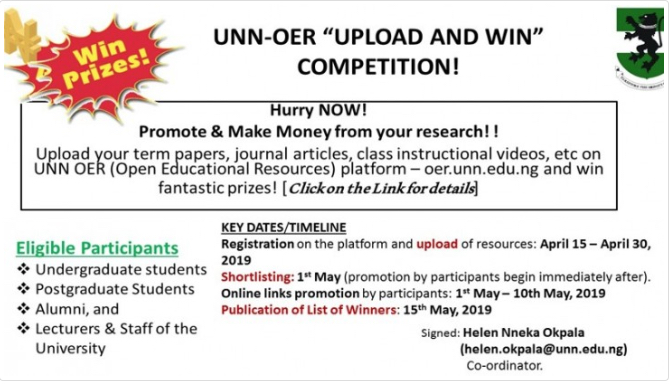 Win
Prizes!
UNN-OER “UPLOAD AND WIN”
COMPETITION!
Hurry NOW!
Promote & Make Money from your research! !
Upload your term papers, journal articles, class instructional videos, etc on
UNN OER (Open Educational Resources) platform – oer.unn.edu.ng and win
fantastic prizes! [Click on the Link for details]
Eligible Participants
❖ Undergraduate students
❖ Postgraduate Students
❖ Alumni, and
❖ Lecturers & Staff of the
University
KEY DATES/TIMELINE
Registration on the platform and upload of resources: April 15 – April 30,
2019
Shortlisting: 1st May (promotion by participants begin immediately after).
Online links promotion by participants: 1st May – 10th May, 2019
Publication of List of Winners: 15th May, 2019
Signed: Helen Nneka Okpala
(helen.okpala@unn.edu.ng)
Co-ordinator.